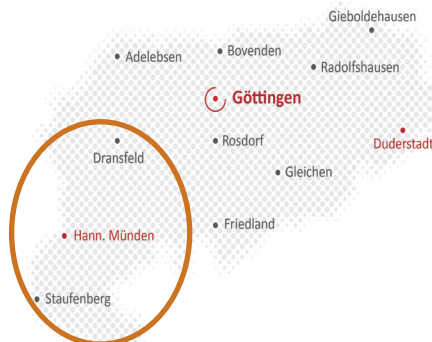 Gieboldehausen
Adelebsen
Bovenden
Radolfshausen
Göttingen
Dransfeld
Rosdorf
Duderstadt
Gleichen
Hann. Münden
Friedland
Staufenberg